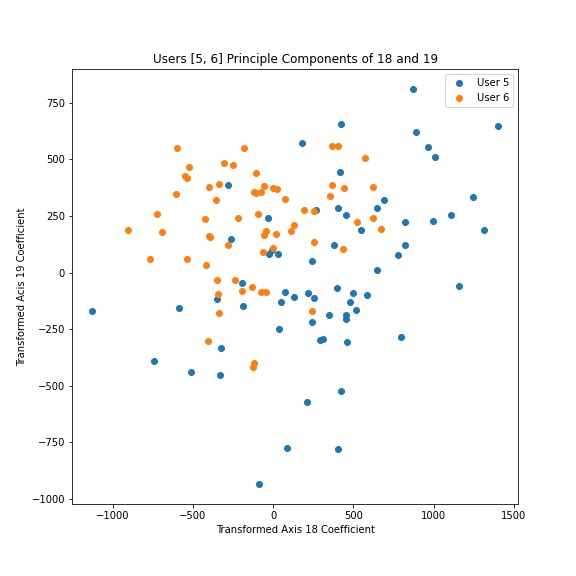 Users [5, 6] Principle Components of 18 and 19
User 5
User 6
Transformed Acis 19 Coefficient
750
500
250
0
−250
−500
−750
−1000
−1000
−500
0
500
1000
1500
Transformed Axis 18 Coefficient